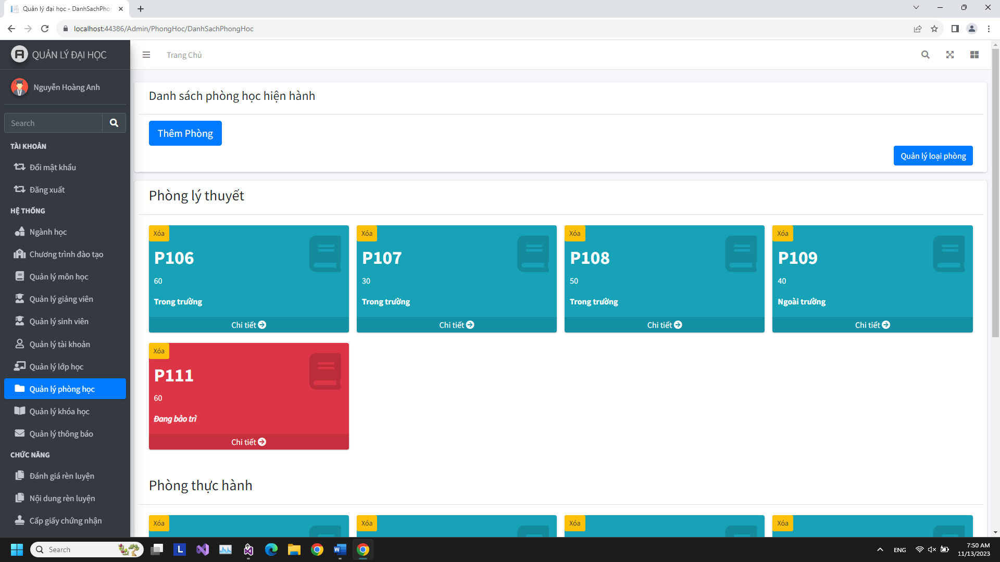 Quản lý đại học - DanhSachPho
localhost:44386/Admin/PhongHoc/DanhSachPhongHoc
QUẢN LÝ ĐẠI HỌC
Trang Chủ
Nguyễn Hoàng Anh
Search
TÀI KHOẢN
Đổi mật khẩu
Đăng xuất
HỆ THỐNG
Ngành học
Chương trình đào tạo
Quản lý môn học
Quản lý giảng viên
Quản lý sinh viên
Quản lý tài khoản
Quản lý lớp học
Quản lý phòng học
Quản lý khóa học
Quản lý thông báo
CHỨC NĂNG
Đánh giá rèn luyện
Nội dung rèn luyện
Cấp giấy chứng nhận
Danh sách phòng học hiện hành
Thêm Phòng
Quản lý loại phòng
Phòng lý thuyết
Xóa
P106
60
Trong trường
Chi tiết
Xóa
P107
30
Trong trường
Chi tiết
Xóa
P108
50
Trong trường
Chi tiết
Xóa
P109
40
Ngoài trường
Chi tiết
Xóa
P111
60
Đang bảo trì
Chi tiết
Phòng thực hành
Xóa
Xóa
Xóa
Xóa
Search
L
W
ENG
7:50 AM
11/13/2023